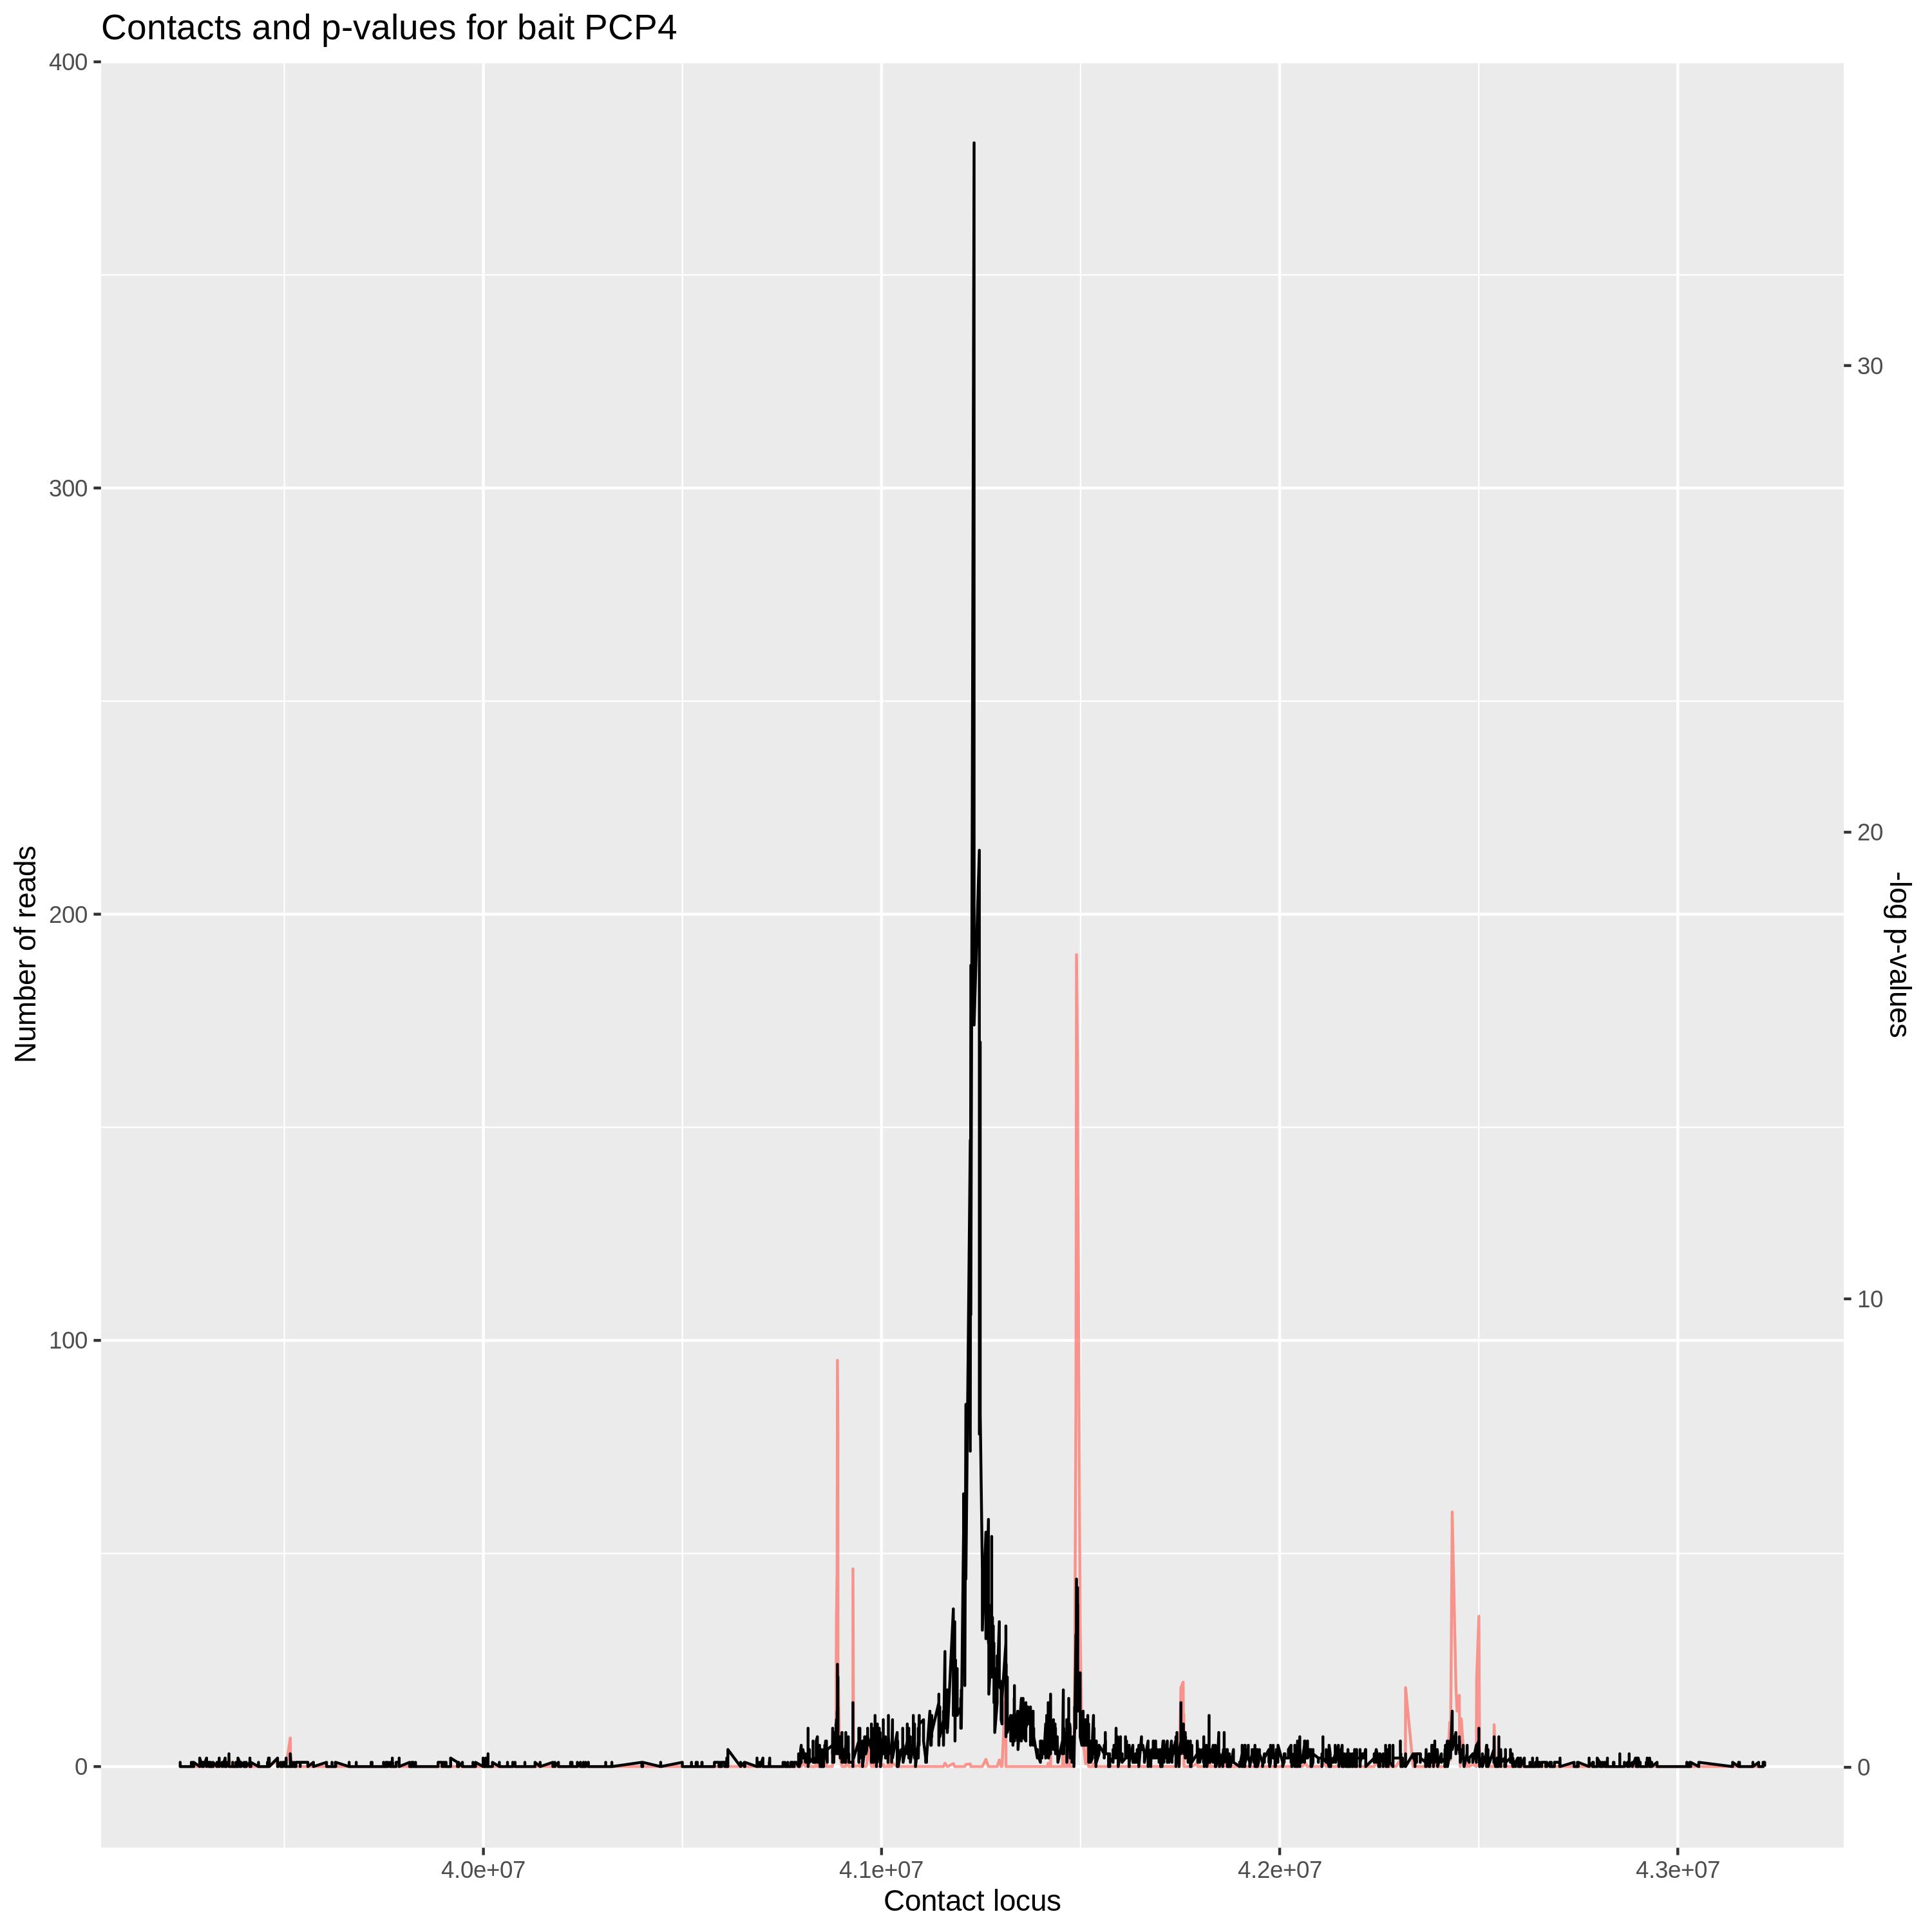 Contacts and p-values for bait PCP4
400
300
200
100
0
Number of reads
30
20
10
0
-log p-values
4.0e+07
4.1e+07
4.2e+07
4.3e+07
Contact locus